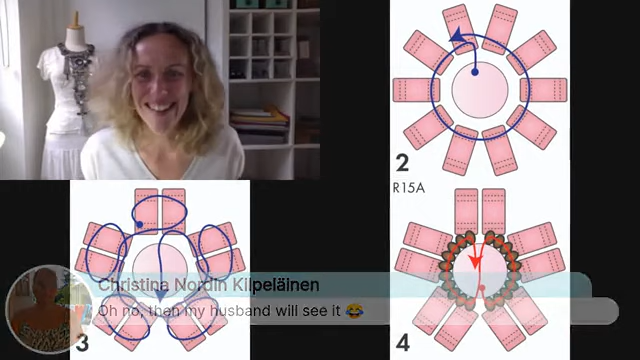 2
R15A
Christina Nordin Kilpeläinen
Oh no, then my husband will see it 😂
3
4